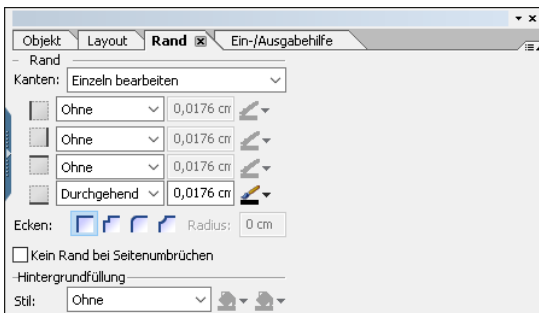 Objekt Layout Rand Ein-/Ausgabehilfe
Rand
Kanten: Einzeln bearbeiten
Ohne 0,0176 cm
Ohne 0,0176 cm
Ohne 0,0176 cm
Durchgehend 0,0176 cm
Ecken: Radius: 0 cm
Kein Rand bei Seitenumbrüchen
Hintergrundfüllung
Stil: Ohne